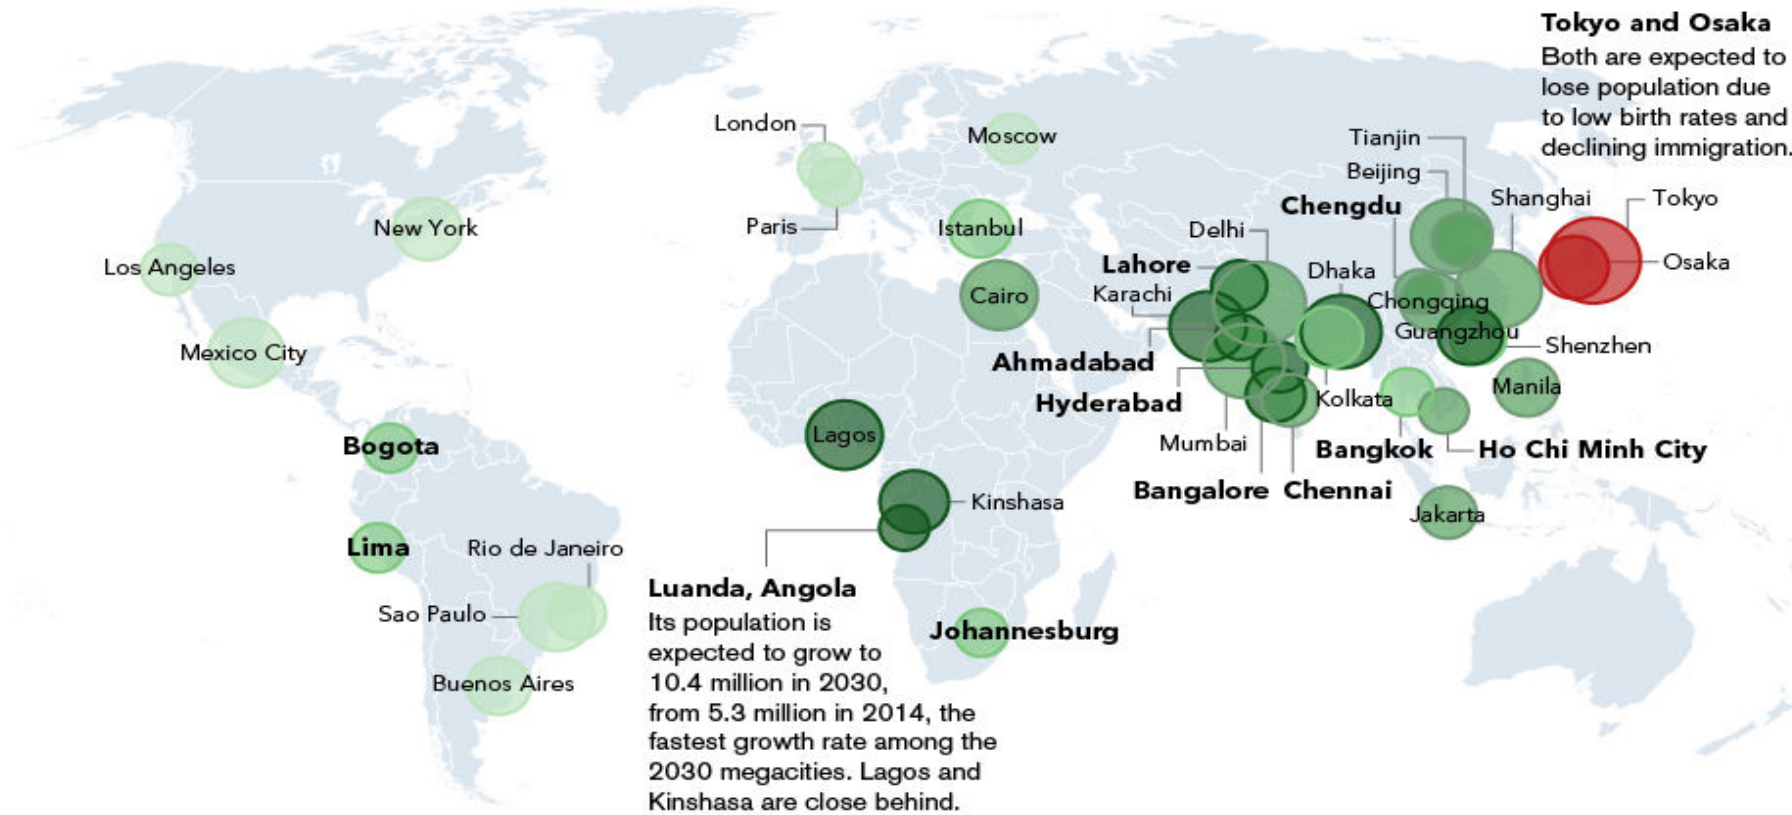 Tokyo and Osaka
Both are expected to
lose population due
to low birth rates and
declining immigration.
London
Moscow
Tianjin
Beijing
Chengdu
Shanghai
Tokyo
New York
Paris
Istanbul
Delhi
Los Angeles
Lahore
Dhaka
Osaka
Karachi
Cairo
Chongqing
Guangzhou
Mexico City
Ahmadabad
Shenzhen
Hyderabad
Kolkata
Manila
Bogota
Lagos
Mumbai
Bangkok
Ho Chi Minh City
Bangalore
Chennai
Kinshasa
Jakarta
Lima
Rio de Janeiro
Sao Paulo
Luanda, Angola
Its population is
expected to grow to
10.4 million in 2030,
from 5.3 million in 2014, the
fastest growth rate among the
2030 megacities. Lagos and
Kinshasa are close behind.
Johannesburg
Buenos Aires